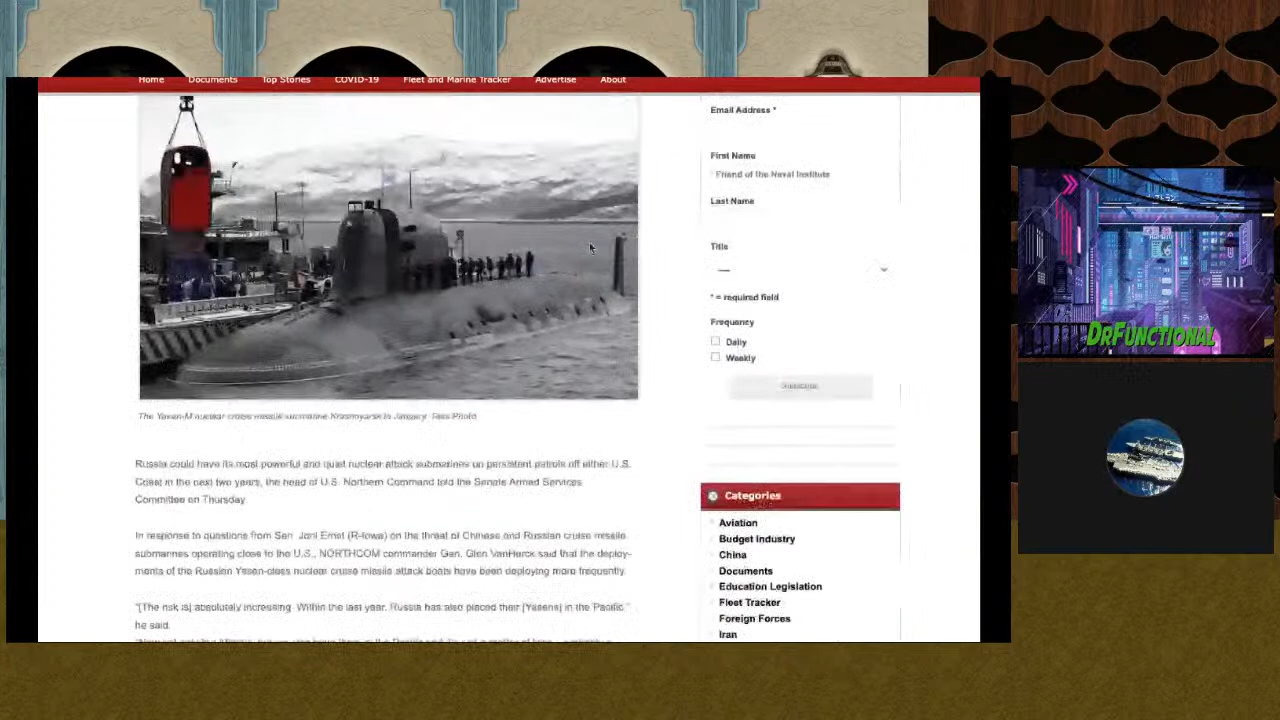 Home Documents Top Stories COVID-19 Fleet and Marine Tracker Advertise About
The Yasen-M nuclear cruise missile submarine Krasnoyarsk in January. Tass Photo
Russia could have its most powerful and quiet nuclear attack submarines on persistent patrols off either U.S.
Coast in the next two years, the head of U.S. Northern Command told the Senate Armed Services
Committee on Thursday.
In response to questions from Sen. Joni Ernst (R-Iowa) on the threat of Chinese and Russian cruise missile
submarines operating close to the U.S., NORTHCOM commander Gen. Glen VanHerck said that the deploy-
ments of the Russian Yasen-class nuclear cruise missile attack boats have been deploying more frequently.
"[The risk is] absolutely increasing. Within the last year, Russia has also placed their [Yasens] in the Pacific,"
he said.
Email Address *
First Name
Friend of the Naval Institute
Last Name
Title
* = required field
Frequency
Daily
Weekly
Categories
Aviation
Budget Industry
China
Documents
Education Legislation
Fleet Tracker
Foreign Forces
Iran
DRFUNCTIONAL